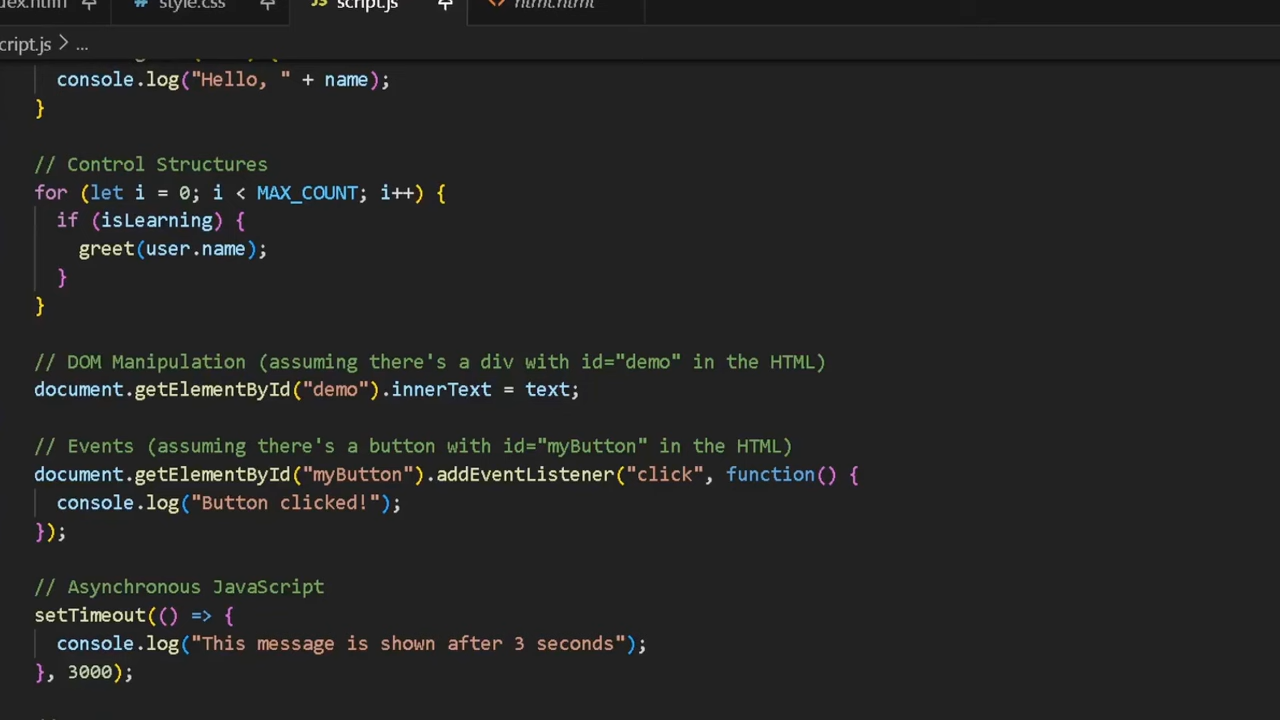 style.css
script.js
html.html
cript.js > ...
console.log("Hello, " + name);
}
// Control Structures
for (let i = 0; i < MAX_COUNT; i++) {
if (isLearning) {
greet(user.name);
}
}
// DOM Manipulation (assuming there's a div with id="demo" in the HTML)
document.getElementById("demo").innerText = text;
// Events (assuming there's a button with id="myButton" in the HTML)
document.getElementById("myButton").addEventListener("click", function() {
console.log("Button clicked!");
});
// Asynchronous JavaScript
setTimeout(() => {
console.log("This message is shown after 3 seconds");
}, 3000);